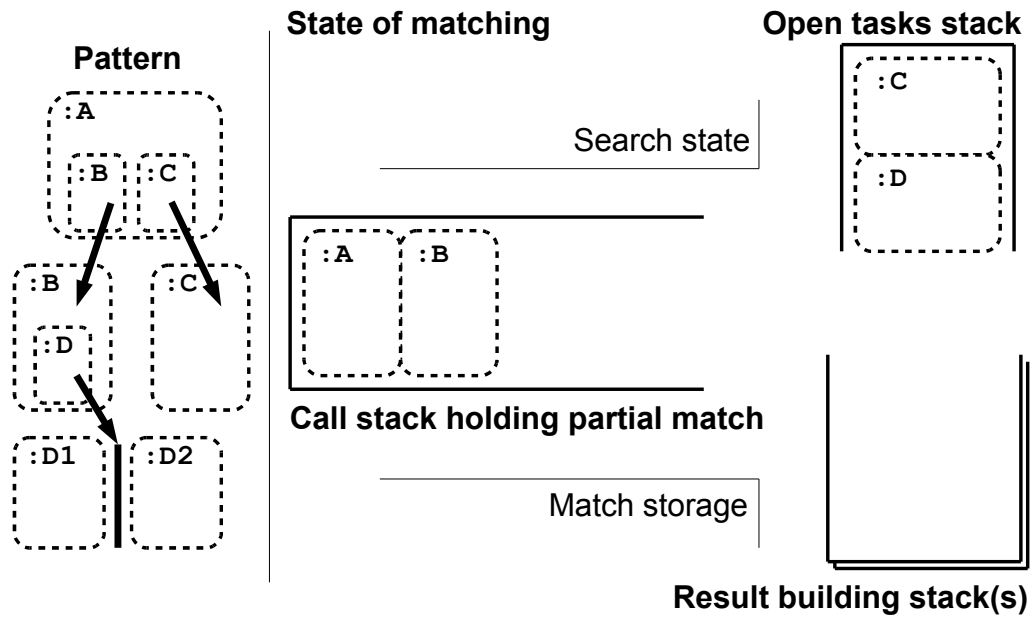 State of matching
Open tasks stack
Pattern
:A
:B
:C
:B
:C
:D
:D1
:D2
Search state
:A
:B
Call stack holding partial match
Match storage
:C
:D
Result building stack(s)